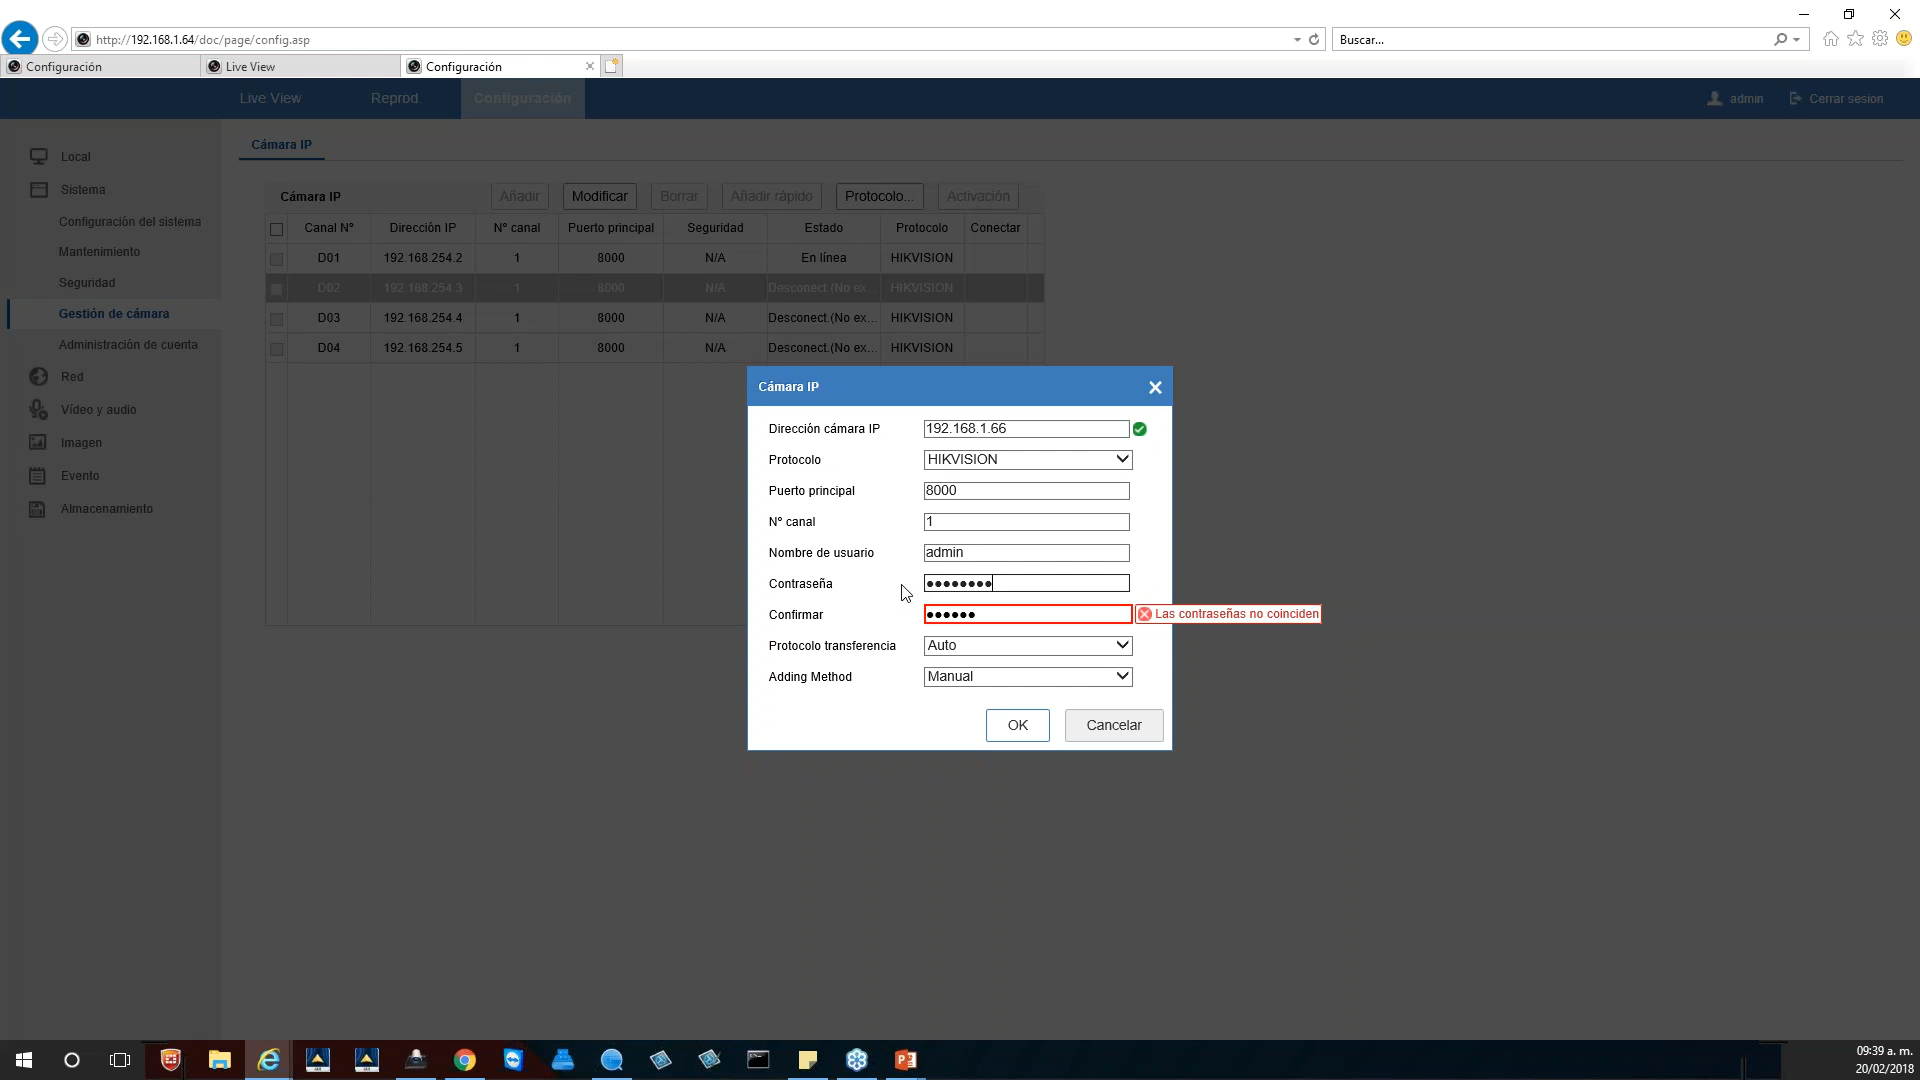 http://192.168.1.64/doc/page/config.asp
Buscar...
Configuración
Live View
Configuración
Live View
Reprod.
Configuración
admin
Cerrar sesion
Local
Sistema
Configuración del sistema
Mantenimiento
Seguridad
Gestión de cámara
Administración de cuenta
Red
Vídeo y audio
Imagen
Evento
Almacenamiento
Cámara IP
Cámara IP Añadir Modificar Borrar Añadir rápido Protocolo... Activación
Canal Nº Dirección IP Nº canal Puerto principal Seguridad Estado Protocolo Conectar
D01 192.168.254.2 1 8000 N/A En línea HIKVISION
D02 192.168.254.3 1 8000 N/A Desconect.(No ex... HIKVISION
D03 192.168.254.4 1 8000 N/A Desconect.(No ex... HIKVISION
D04 192.168.254.5 1 8000 N/A Desconect.(No ex... HIKVISION
Cámara IP
Dirección cámara IP 192.168.1.66
Protocolo HIKVISION
Puerto principal 8000
Nº canal 1
Nombre de usuario admin
Contraseña ••••••••
Confirmar •••••• Las contraseñas no coinciden
Protocolo transferencia Auto
Adding Method Manual
OK Cancelar
09:39 a. m.
20/02/2018